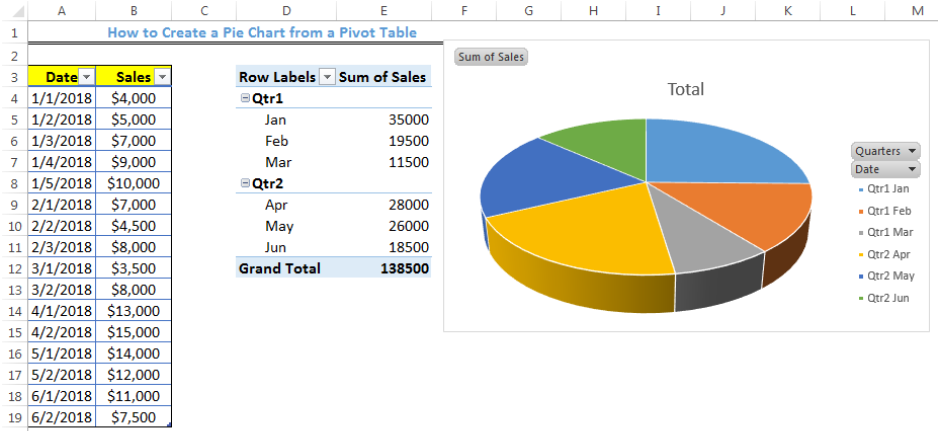 A B C D E F G H I J K L M
1 How to Create a Pie Chart from a Pivot Table
2
3 Date Sales Row Labels Sum of Sales
4 1/1/2018 $4,000 Qtr1
5 1/2/2018 $5,000 Jan 35000
6 1/3/2018 $7,000 Feb 19500
7 1/4/2018 $9,000 Mar 11500
8 1/5/2018 $10,000 Qtr2
9 2/1/2018 $7,000 Apr 28000
10 2/2/2018 $4,500 May 26000
11 2/3/2018 $8,000 Jun 18500
12 3/1/2018 $3,500 Grand Total 138500
13 3/2/2018 $8,000
14 4/1/2018 $13,000
15 4/2/2018 $15,000
16 5/1/2018 $14,000
17 5/2/2018 $12,000
18 6/1/2018 $11,000
19 6/2/2018 $7,500
Sum of Sales
Total
Quarters
Date
Qtr1 Jan
Qtr1 Feb
Qtr1 Mar
Qtr2 Apr
Qtr2 May
Qtr2 Jun